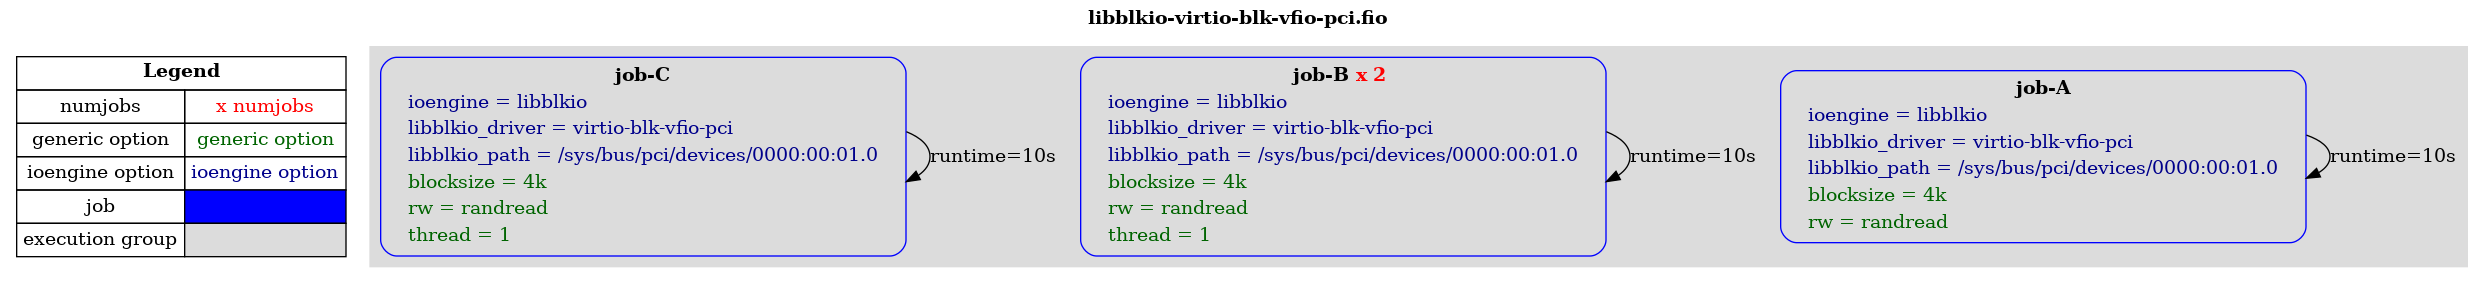 libblkio-virtio-blk-vfio-pci.fio
Legend
numjobs x numjobs
generic option generic option
ioengine option ioengine option
job
execution group
job-C
ioengine = libblkio
libblkio_driver = virtio-blk-vfio-pci
libblkio_path = /sys/bus/pci/devices/0000:00:01.0
blocksize = 4k
rw = randread
thread = 1
runtime=10s
job-B x 2
ioengine = libblkio
libblkio_driver = virtio-blk-vfio-pci
libblkio_path = /sys/bus/pci/devices/0000:00:01.0
blocksize = 4k
rw = randread
thread = 1
runtime=10s
job-A
ioengine = libblkio
libblkio_driver = virtio-blk-vfio-pci
libblkio_path = /sys/bus/pci/devices/0000:00:01.0
blocksize = 4k
rw = randread
runtime=10s